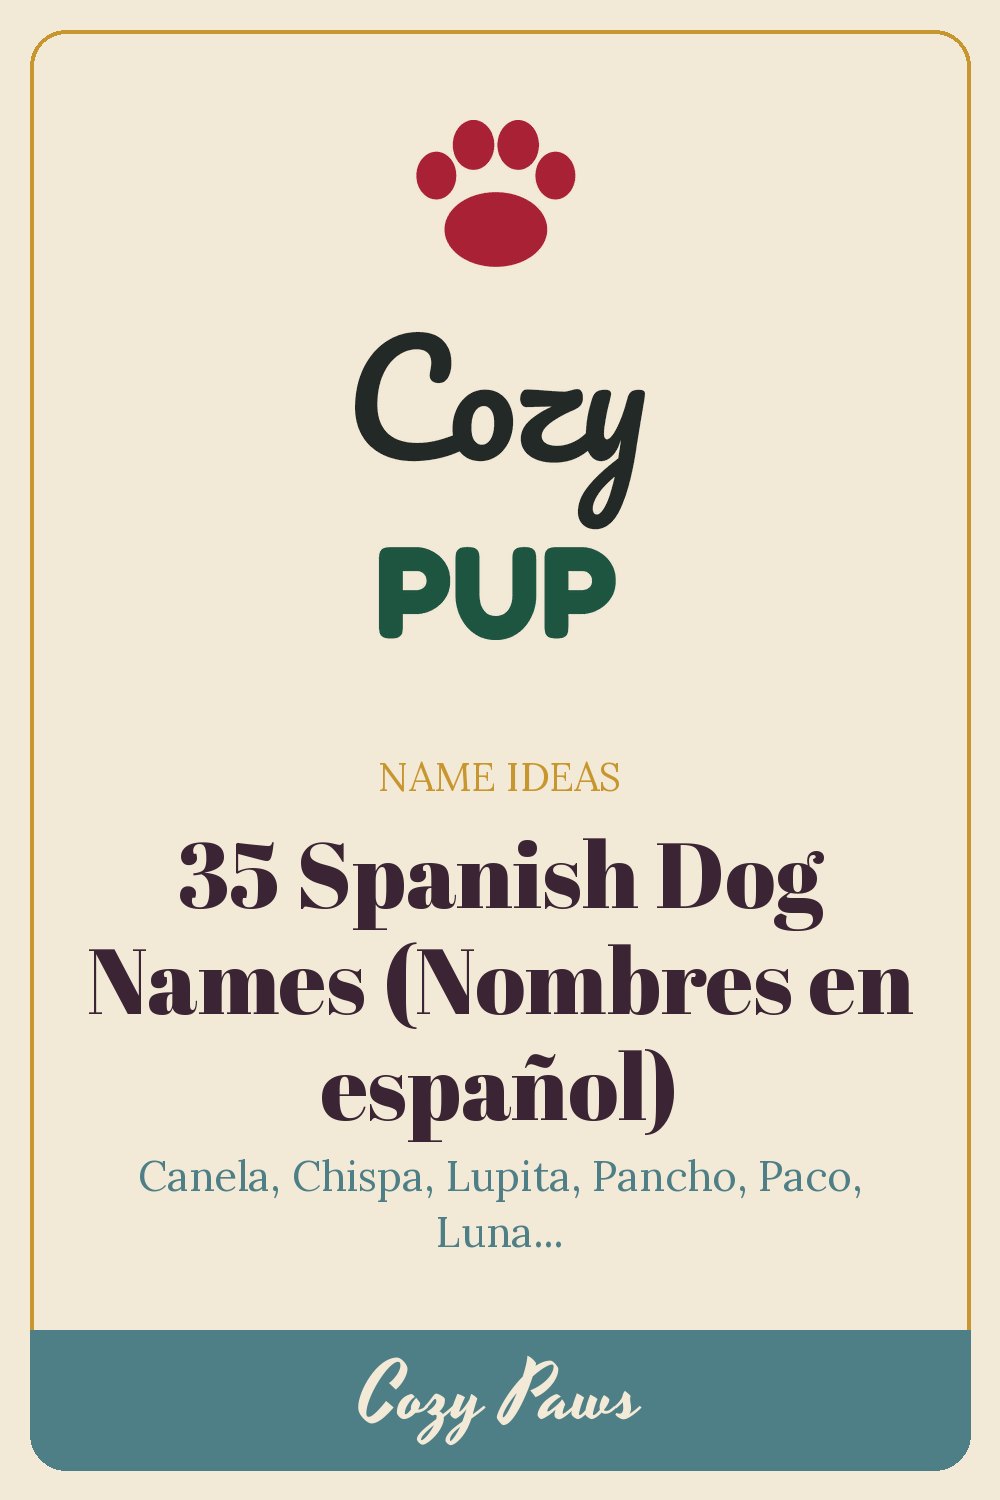 Cozy
PUP
NAME IDEAS
35 Spanish Dog
Names (Nombres en
español)
Canela, Chispa, Lupita, Pancho, Paco,
Luna...
Cozy Paws